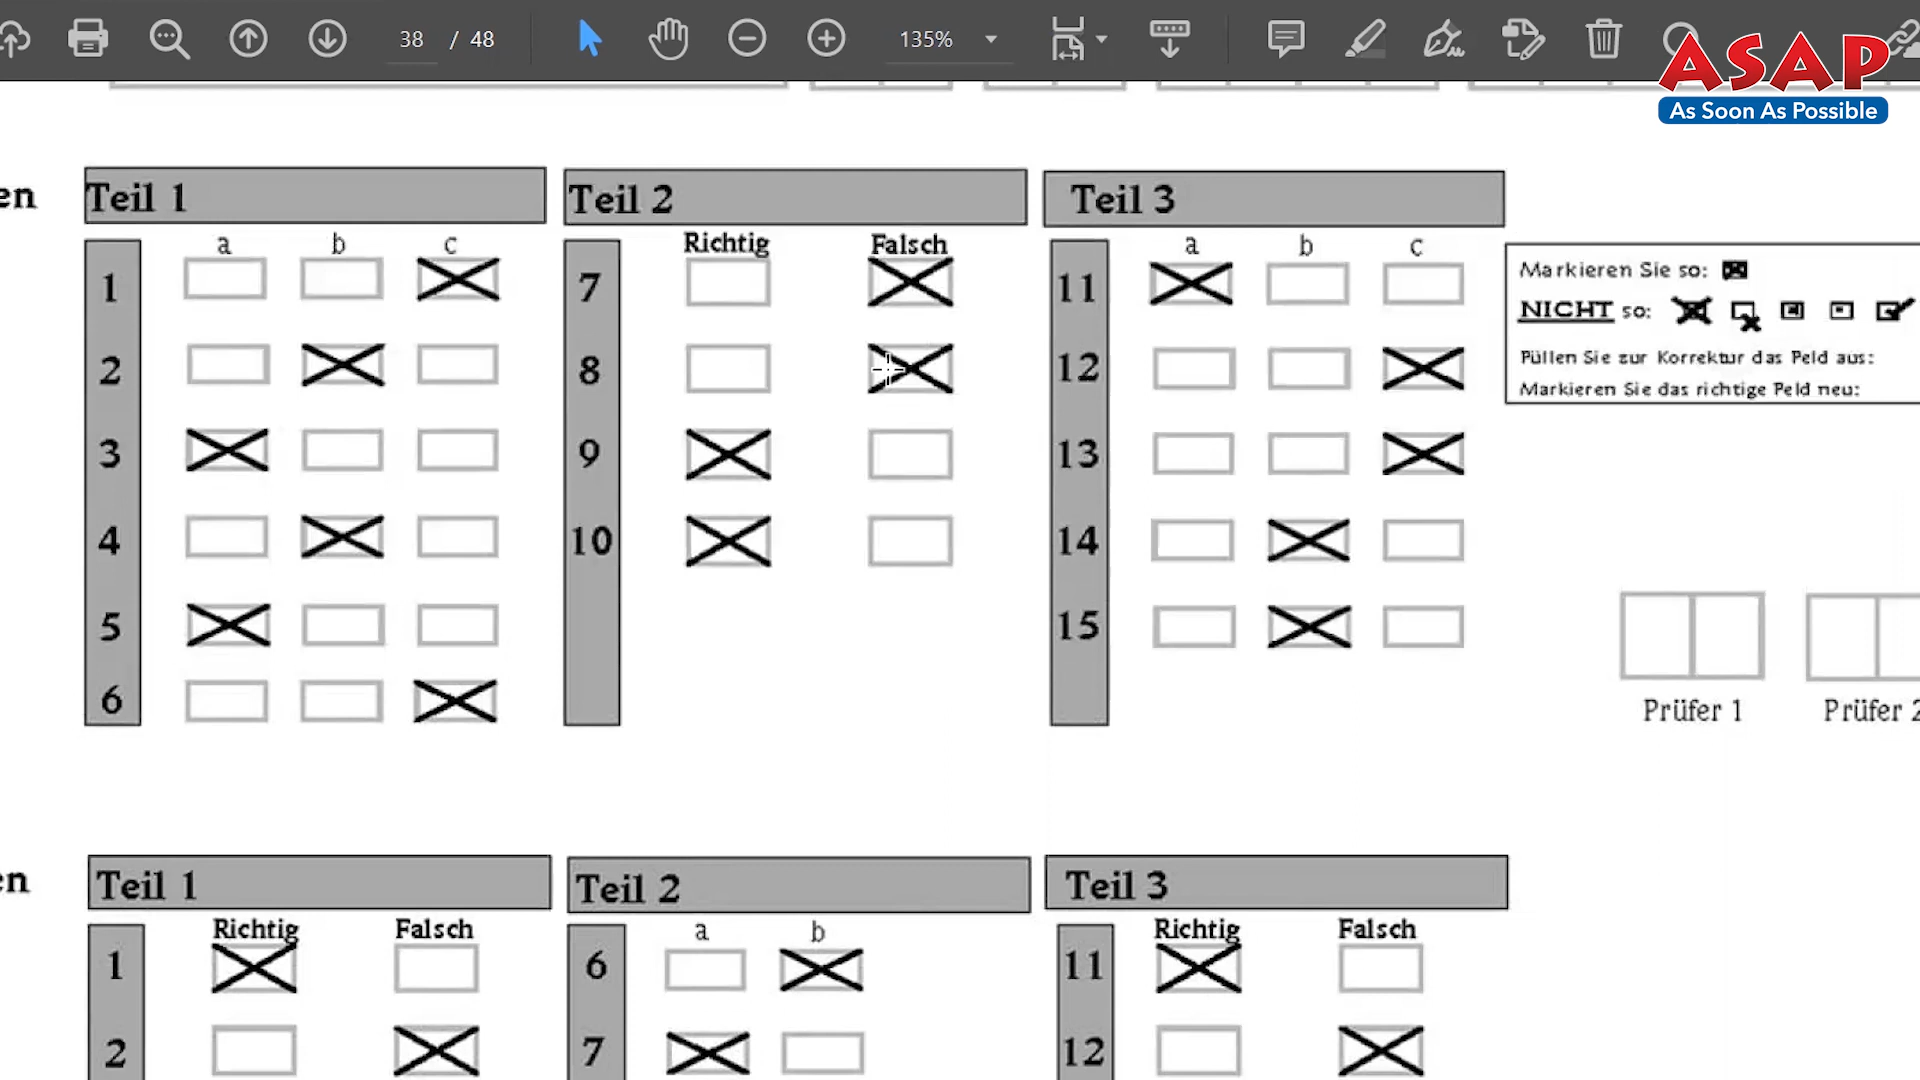 38 / 48
135%
ASAP
As Soon As Possible
en
Teil 1
a b c
1
2
3
4
5
6
Teil 2
Richtig Falsch
7
8
9
10
Teil 3
a b c
11
12
13
14
15
Markieren Sie so:
NICHT so:
Püllen Sie zur Korrektur das Peld aus:
Markieren Sie das richtige Peld neu:
Prüfer 1
Prüfer 2
en
Teil 1
Richtig Falsch
1
2
Teil 2
a b
6
7
Teil 3
Richtig Falsch
11
12